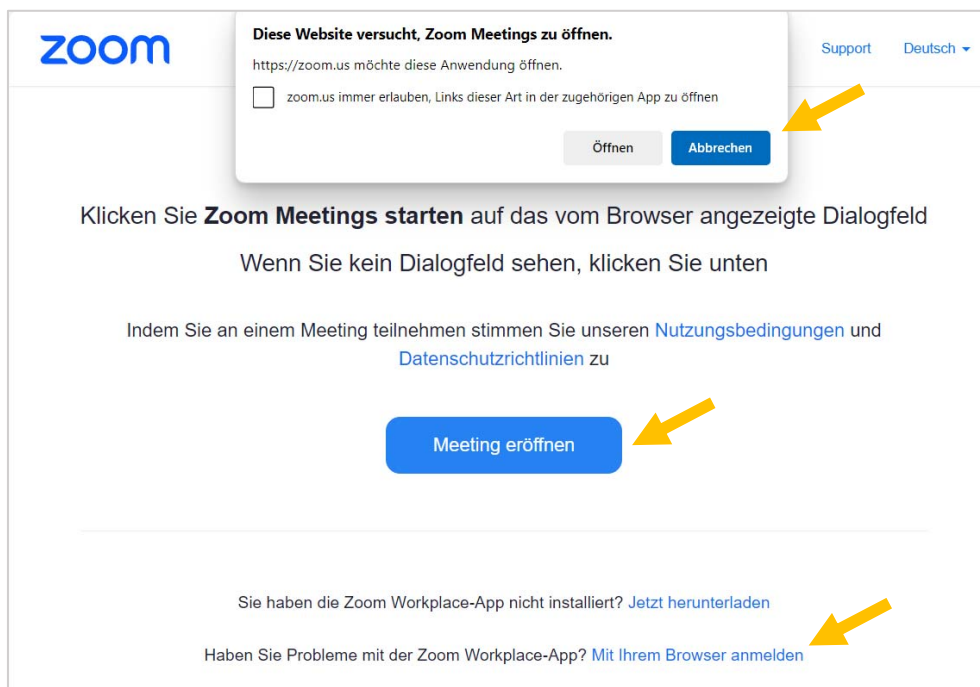 zoom
Support Deutsch
Diese Website versucht, Zoom Meetings zu öffnen.
https://zoom.us möchte diese Anwendung öffnen.
zoom.us immer erlauben, Links dieser Art in der zugehörigen App zu öffnen
Öffnen Abbrechen
Klicken Sie Zoom Meetings starten auf das vom Browser angezeigte Dialogfeld
Wenn Sie kein Dialogfeld sehen, klicken Sie unten
Indem Sie an einem Meeting teilnehmen stimmen Sie unseren Nutzungsbedingungen und
Datenschutzrichtlinien zu
Meeting eröffnen
Sie haben die Zoom Workplace-App nicht installiert? Jetzt herunterladen
Haben Sie Probleme mit der Zoom Workplace-App? Mit Ihrem Browser anmelden